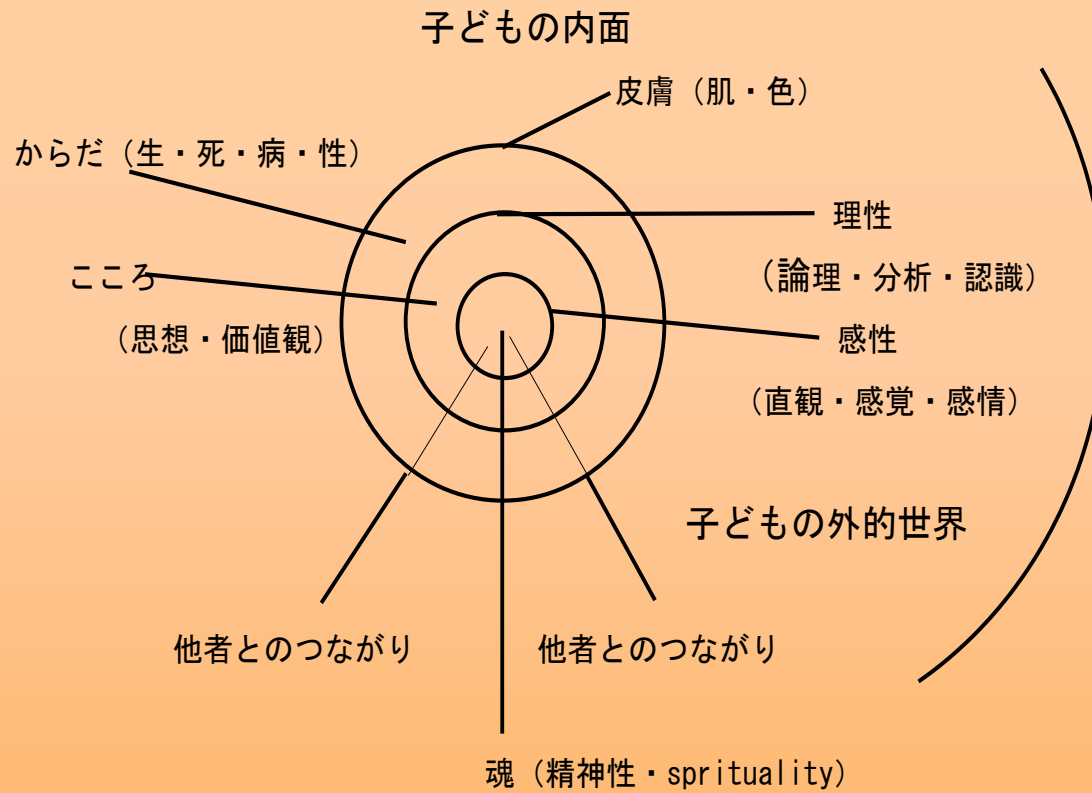 子どもの内面
皮膚（肌・色）
からだ（生・死・病・性）
理性
こころ
（論理・分析・認識）
（思想・価値観）
感性
（直観・感覚・感情）
子どもの外的世界
他者とのつながり
他者とのつながり
魂（精神性・sprituality）